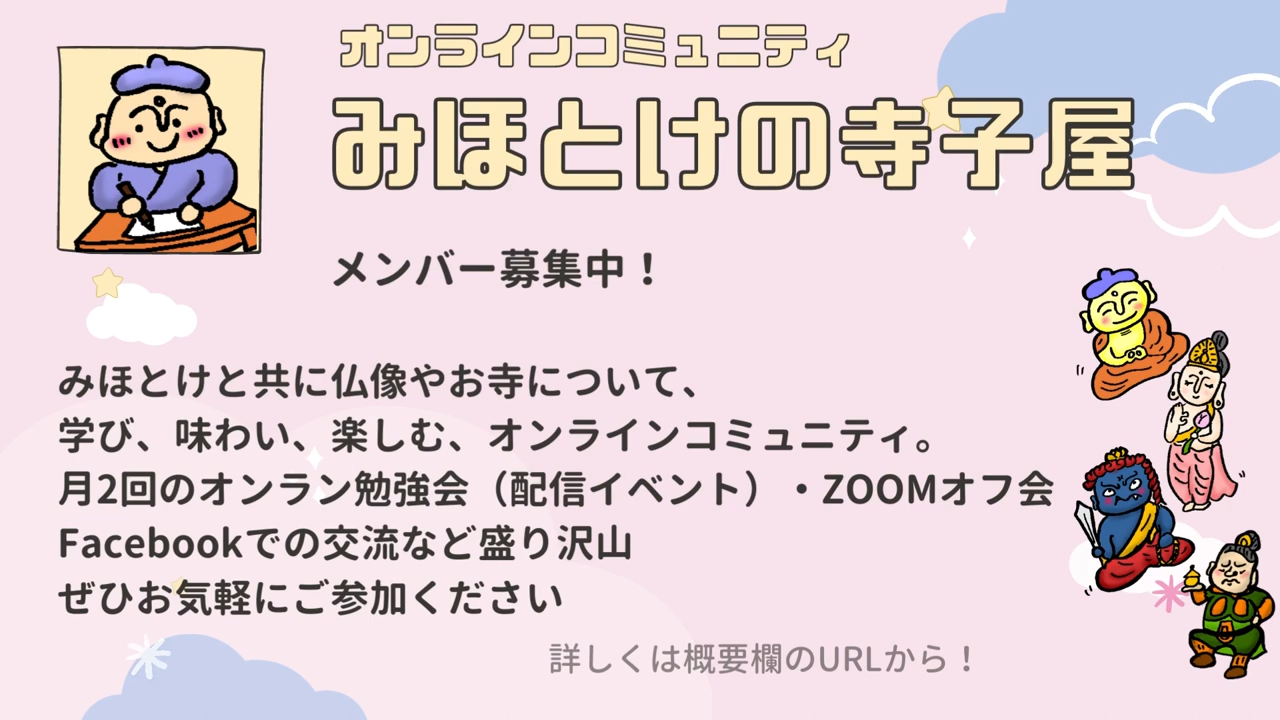 オンラインコミュニティ
みほとけの寺子屋
メンバー募集中！
みほとけと共に仏像やお寺について、
学び、味わい、楽しむ、オンラインコミュニティ。
月2回のオンラン勉強会（配信イベント）・ZOOMオフ会
Facebookでの交流など盛り沢山
ぜひお気軽にご参加ください
詳しくは概要欄のURLから！